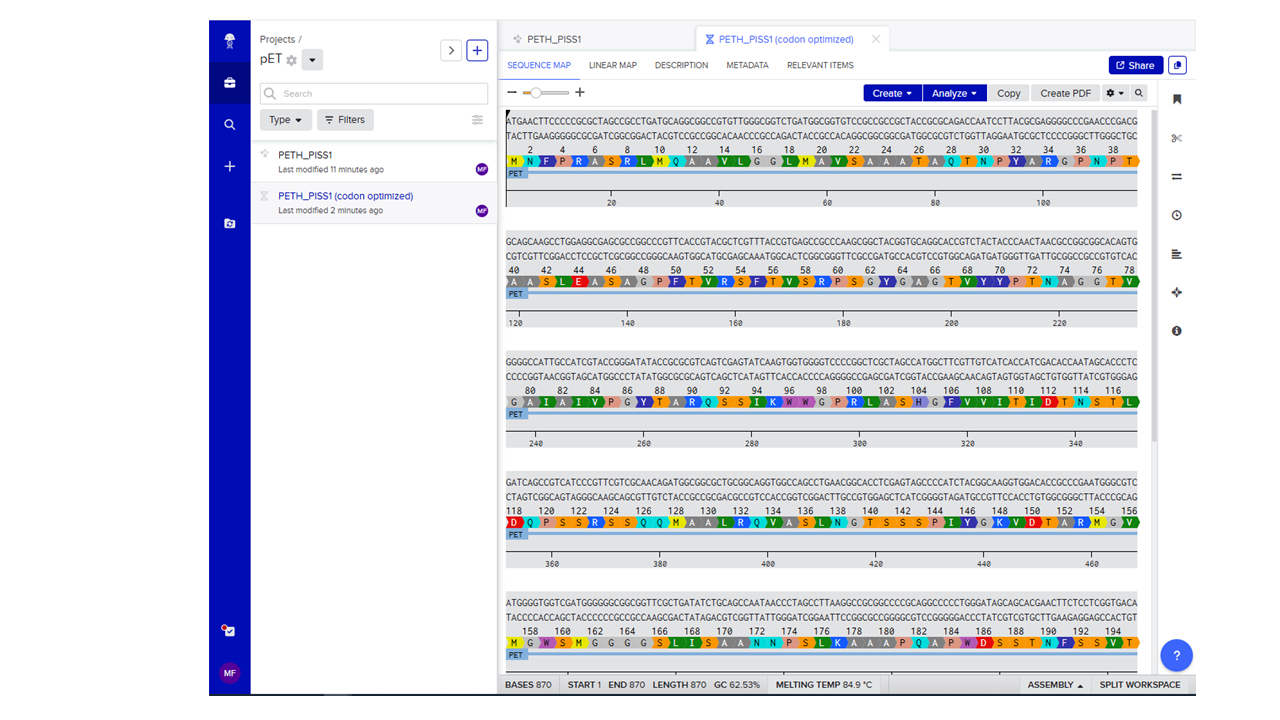 Projects /
pET
Search
Type
Filters
PETH_PISS1
Last modified 11 minutes ago
MF
PETH_PISS1 (codon optimized)
Last modified 2 minutes ago
MF
MF
PETH_PISS1
PETH_PISS1 (codon optimized)
SEQUENCE MAP LINEAR MAP DESCRIPTION METADATA RELEVANT ITEMS
Share
Create Analyze Copy Create PDF
ATGAACTTCCCCCGCGCTAGCCGCCTGATGCAGGCGGCCGTGTTGGGCGGTCTGATGGCGGTGTCCGCCGCCGCTACCGCGCAGACCAATCCTTACGCGAGGGGCCCGAACCCGACG
TACTTGAAGGGGGCGCGATCGGCGGACTACGTCCGCCGGCACAACCCGCCAGACTACCGCCACAGGCGGCGGCGATGGCGCGTCTGGTTAGGAATGCGCTCCCCGGGCTTGGGCTGC
2 4 6 8 10 12 14 16 18 20 22 24 26 28 30 32 34 36 38
M N F P R A S R L M Q A A V L G G L M A V S A A A T A Q T N P Y A R G P N P T
PET
20 40 60 80 100
GCAGCAAGCCTGGAGGCGAGCGCCGGCCCGTTCACCGTACGCTCGTTTACCGTGAGCCGCCCAAGCGGCTACGGTGCAGGCACCGTCTACTACCCAACTAACGCCGGCGGCACAGTG
CGTCGTTCGGACCTCCGCTCGCGGCCGGGCAAGTGGCATGCGAGCAAATGGCACTCGGCGGGTTCGCCGATGCCACGTCCGTGGCAGATGATGGGTTGATTGCGGCCGCCGTGTCAC
40 42 44 46 48 50 52 54 56 58 60 62 64 66 68 70 72 74 76 78
A A S L E A S A G P F T V R S F T V S R P S G Y G A G T V Y Y P T N A G G T V
PET
120 140 160 180 200 220
GGGGCCATTGCCATCGTACCGGGATATACCGCGCGTCAGTCGAGTATCAAGTGGTGGGGTCCCCGGCTCGCTAGCCATGGCTTCGTTGTCATCACCATCGACACCAATAGCACCCTC
CCCCGGTAACGGTAGCATGGCCCTATATGGCGCGCAGTCAGCTCATAGTTCACCACCCCAGGGGCCGAGCGATCGGTACCGAAGCAACAGTAGTGGTAGCTGTGGTTATCGTGGGAG
80 82 84 86 88 90 92 94 96 98 100 102 104 106 108 110 112 114 116
G A I A I V P G Y T A R Q S S I K W W G P R L A S H G F V V I T I D T N S T L
PET
240 260 280 300 320 340
GATCAGCCGTCATCCCGTTCGTCGCAACAGATGGCGGCGCTGCGGCAGGTGGCCAGCCTGAACGGCACCTCGAGTAGCCCCATCTACGGCAAGGTGGACACCGCCCGAATGGGCGTC
CTAGTCGGCAGTAGGGCAAGCAGCGTTGTCTACCGCCGCGACGCCGTCCACCGGTCGGACTTGCCGTGGAGCTCATCGGGGTAGATGCCGTTCCACCTGTGGCGGGCTTACCCGCAG
118 120 122 124 126 128 130 132 134 136 138 140 142 144 146 148 150 152 154 156
D Q P S S R S S Q Q M A A L R Q V A S L N G T S S S P I Y G K V D T A R M G V
PET
360 380 400 420 440 460
ATGGGGTGGTCGATGGGGGGCGGCGGTTCGCTGATATCTGCAGCCAATAACCCTAGCCTTAAGGCCGCGGCCCCGCAGGCCCCCTGGGATAGCAGCACGAACTTCTCCTCGGTGACA
TACCCCACCAGCTACCCCCCGCCGCCAAGCGACTATAGACGTCGGTTATTGGGATCGGAATTCCGGCGCCGGGGCGTCCGGGGGACCCTATCGTCGTGCTTGAAGAGGAGCCACTGT
158 160 162 164 166 168 170 172 174 176 178 180 182 184 186 188 190 192 194
M G W S M G G G G S L I S A A N N P S L K A A A P Q A P W D S S T N F S S V T
PET
BASES 870 START 1 END 870 LENGTH 870 GC 62.53% MELTING TEMP 84.9 °C ASSEMBLY SPLIT WORKSPACE